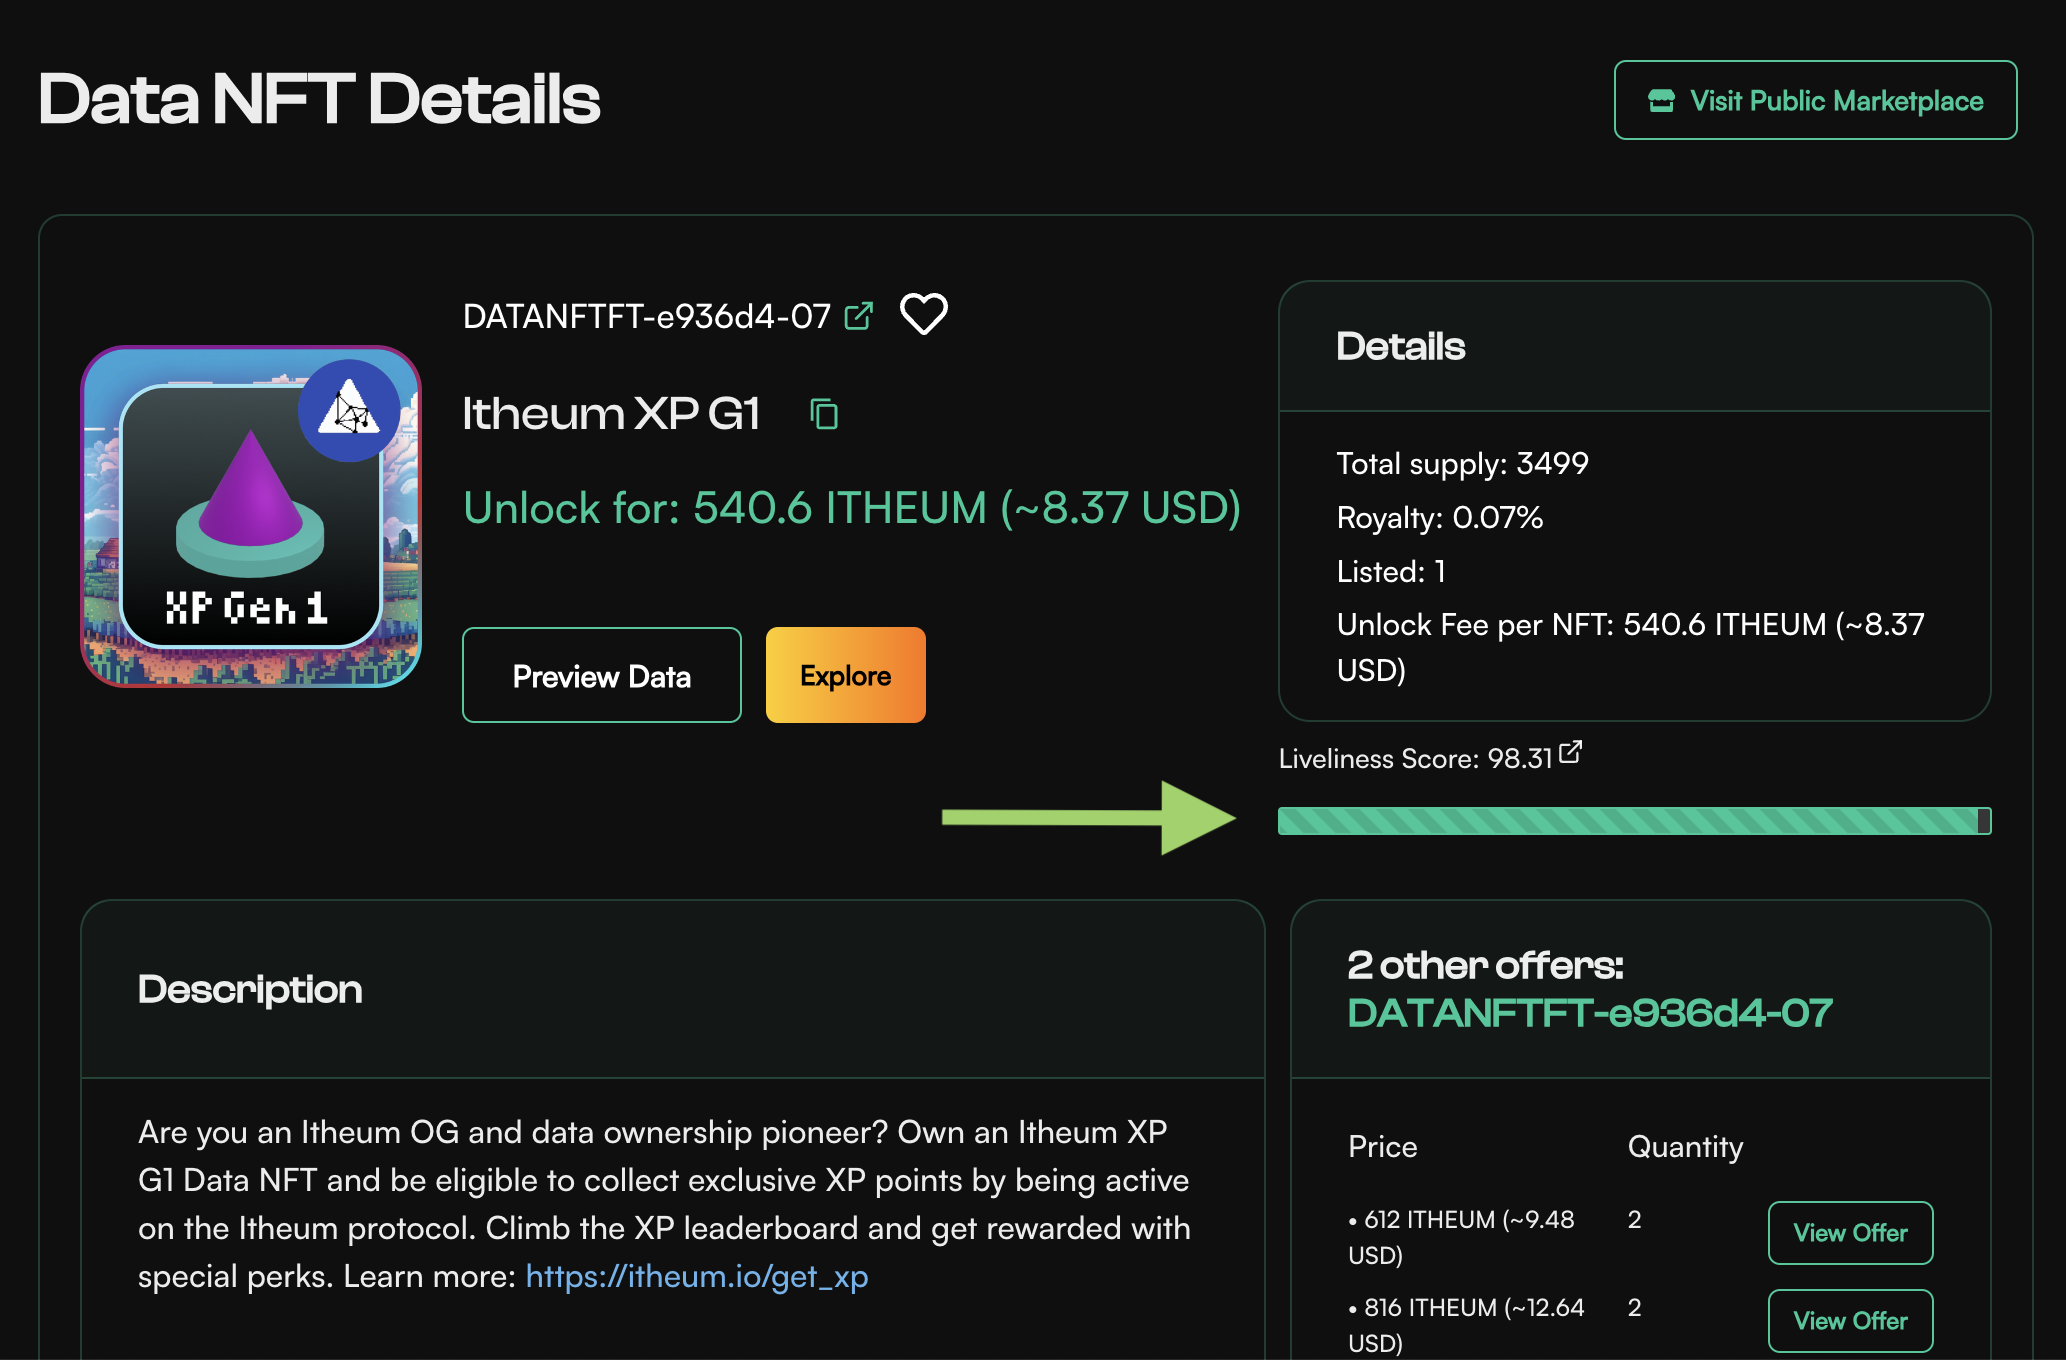 Data NFT Details
Visit Public Marketplace
DATANFTFT-e936d4-07
Itheum XP G1
Unlock for: 540.6 ITHEUM (~8.37 USD)
XP Gen 1
Preview Data
Explore
Details
Total supply: 3499
Royalty: 0.07%
Listed: 1
Unlock Fee per NFT: 540.6 ITHEUM (~8.37
USD)
Liveliness Score: 98.31
Description
Are you an Itheum OG and data ownership pioneer? Own an Itheum XP
G1 Data NFT and be eligible to collect exclusive XP points by being active
on the Itheum protocol. Climb the XP leaderboard and get rewarded with
special perks. Learn more: https://itheum.io/get_xp
2 other offers:
DATANFTFT-e936d4-07
Price Quantity
• 612 ITHEUM (~9.48 2 View Offer
USD)
• 816 ITHEUM (~12.64 2 View Offer
USD)